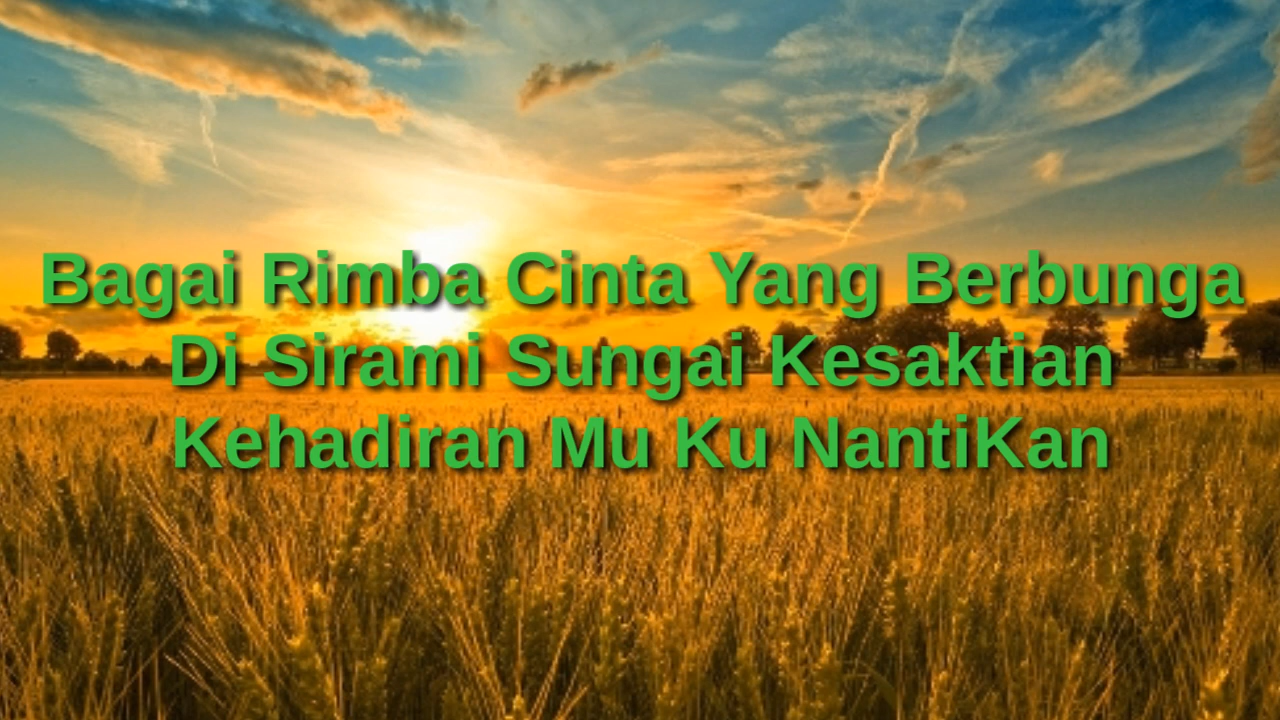 Bagai Rimba Cinta Yang Berbunga
Di Sirami Sungai Kesaktian
Kehadiran Mu Ku NantiKan